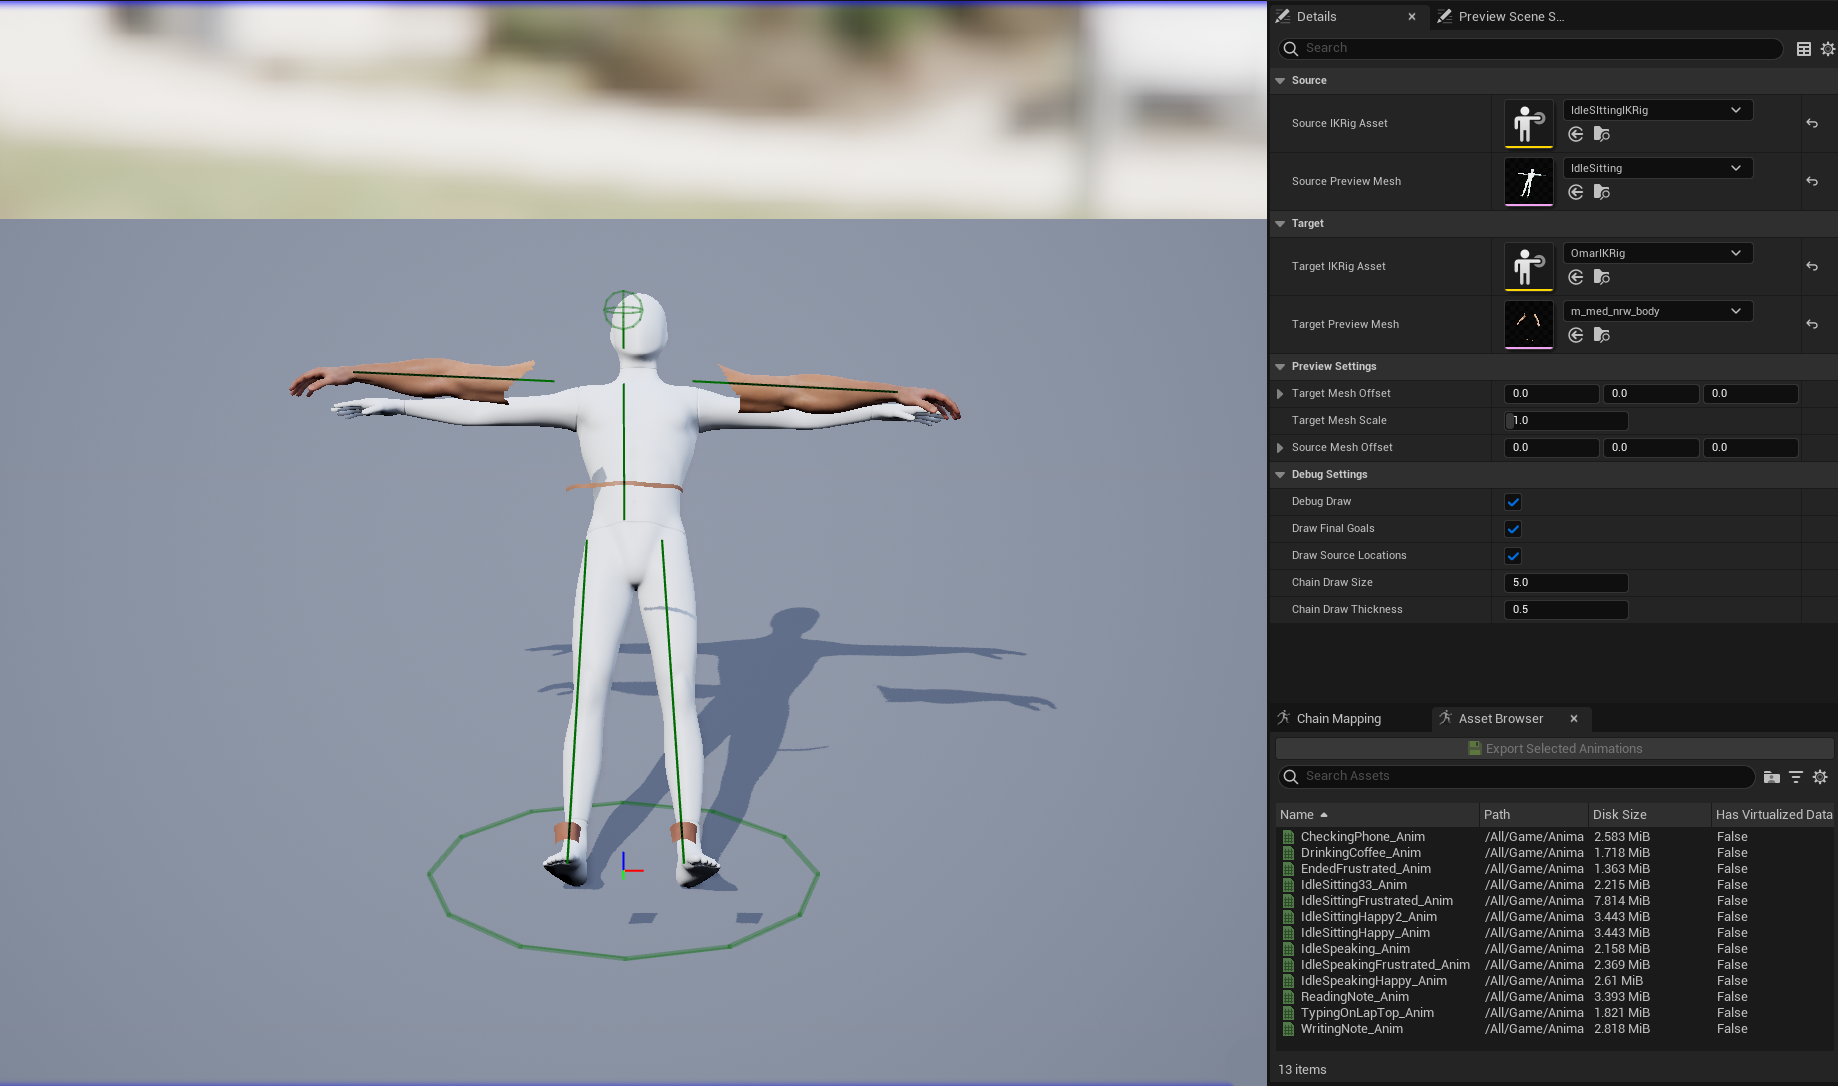 Details
Preview Scene S...
Search
Source
Source IKRig Asset
IdleSIttingIKRig
Source Preview Mesh
IdleSitting
Target
Target IKRig Asset
OmarIKRig
Target Preview Mesh
m_med_nrw_body
Preview Settings
Target Mesh Offset 0.0 0.0 0.0
Target Mesh Scale 1.0
Source Mesh Offset 0.0 0.0 0.0
Debug Settings
Debug Draw
Draw Final Goals
Draw Source Locations
Chain Draw Size 5.0
Chain Draw Thickness 0.5
Chain Mapping
Asset Browser
Export Selected Animations
Search Assets
Name Path Disk Size Has Virtualized Data
CheckingPhone_Anim /All/Game/Anima 2.583 MiB False
DrinkingCoffee_Anim /All/Game/Anima 1.718 MiB False
EndedFrustrated_Anim /All/Game/Anima 1.363 MiB False
IdleSitting33_Anim /All/Game/Anima 2.215 MiB False
IdleSittingFrustrated_Anim /All/Game/Anima 7.814 MiB False
IdleSittingHappy2_Anim /All/Game/Anima 3.443 MiB False
IdleSittingHappy_Anim /All/Game/Anima 3.443 MiB False
IdleSpeaking_Anim /All/Game/Anima 2.158 MiB False
IdleSpeakingFrustrated_Anim /All/Game/Anima 2.369 MiB False
IdleSpeakingHappy_Anim /All/Game/Anima 2.61 MiB False
ReadingNote_Anim /All/Game/Anima 3.393 MiB False
TypingOnLapTop_Anim /All/Game/Anima 1.821 MiB False
WritingNote_Anim /All/Game/Anima 2.818 MiB False
13 items